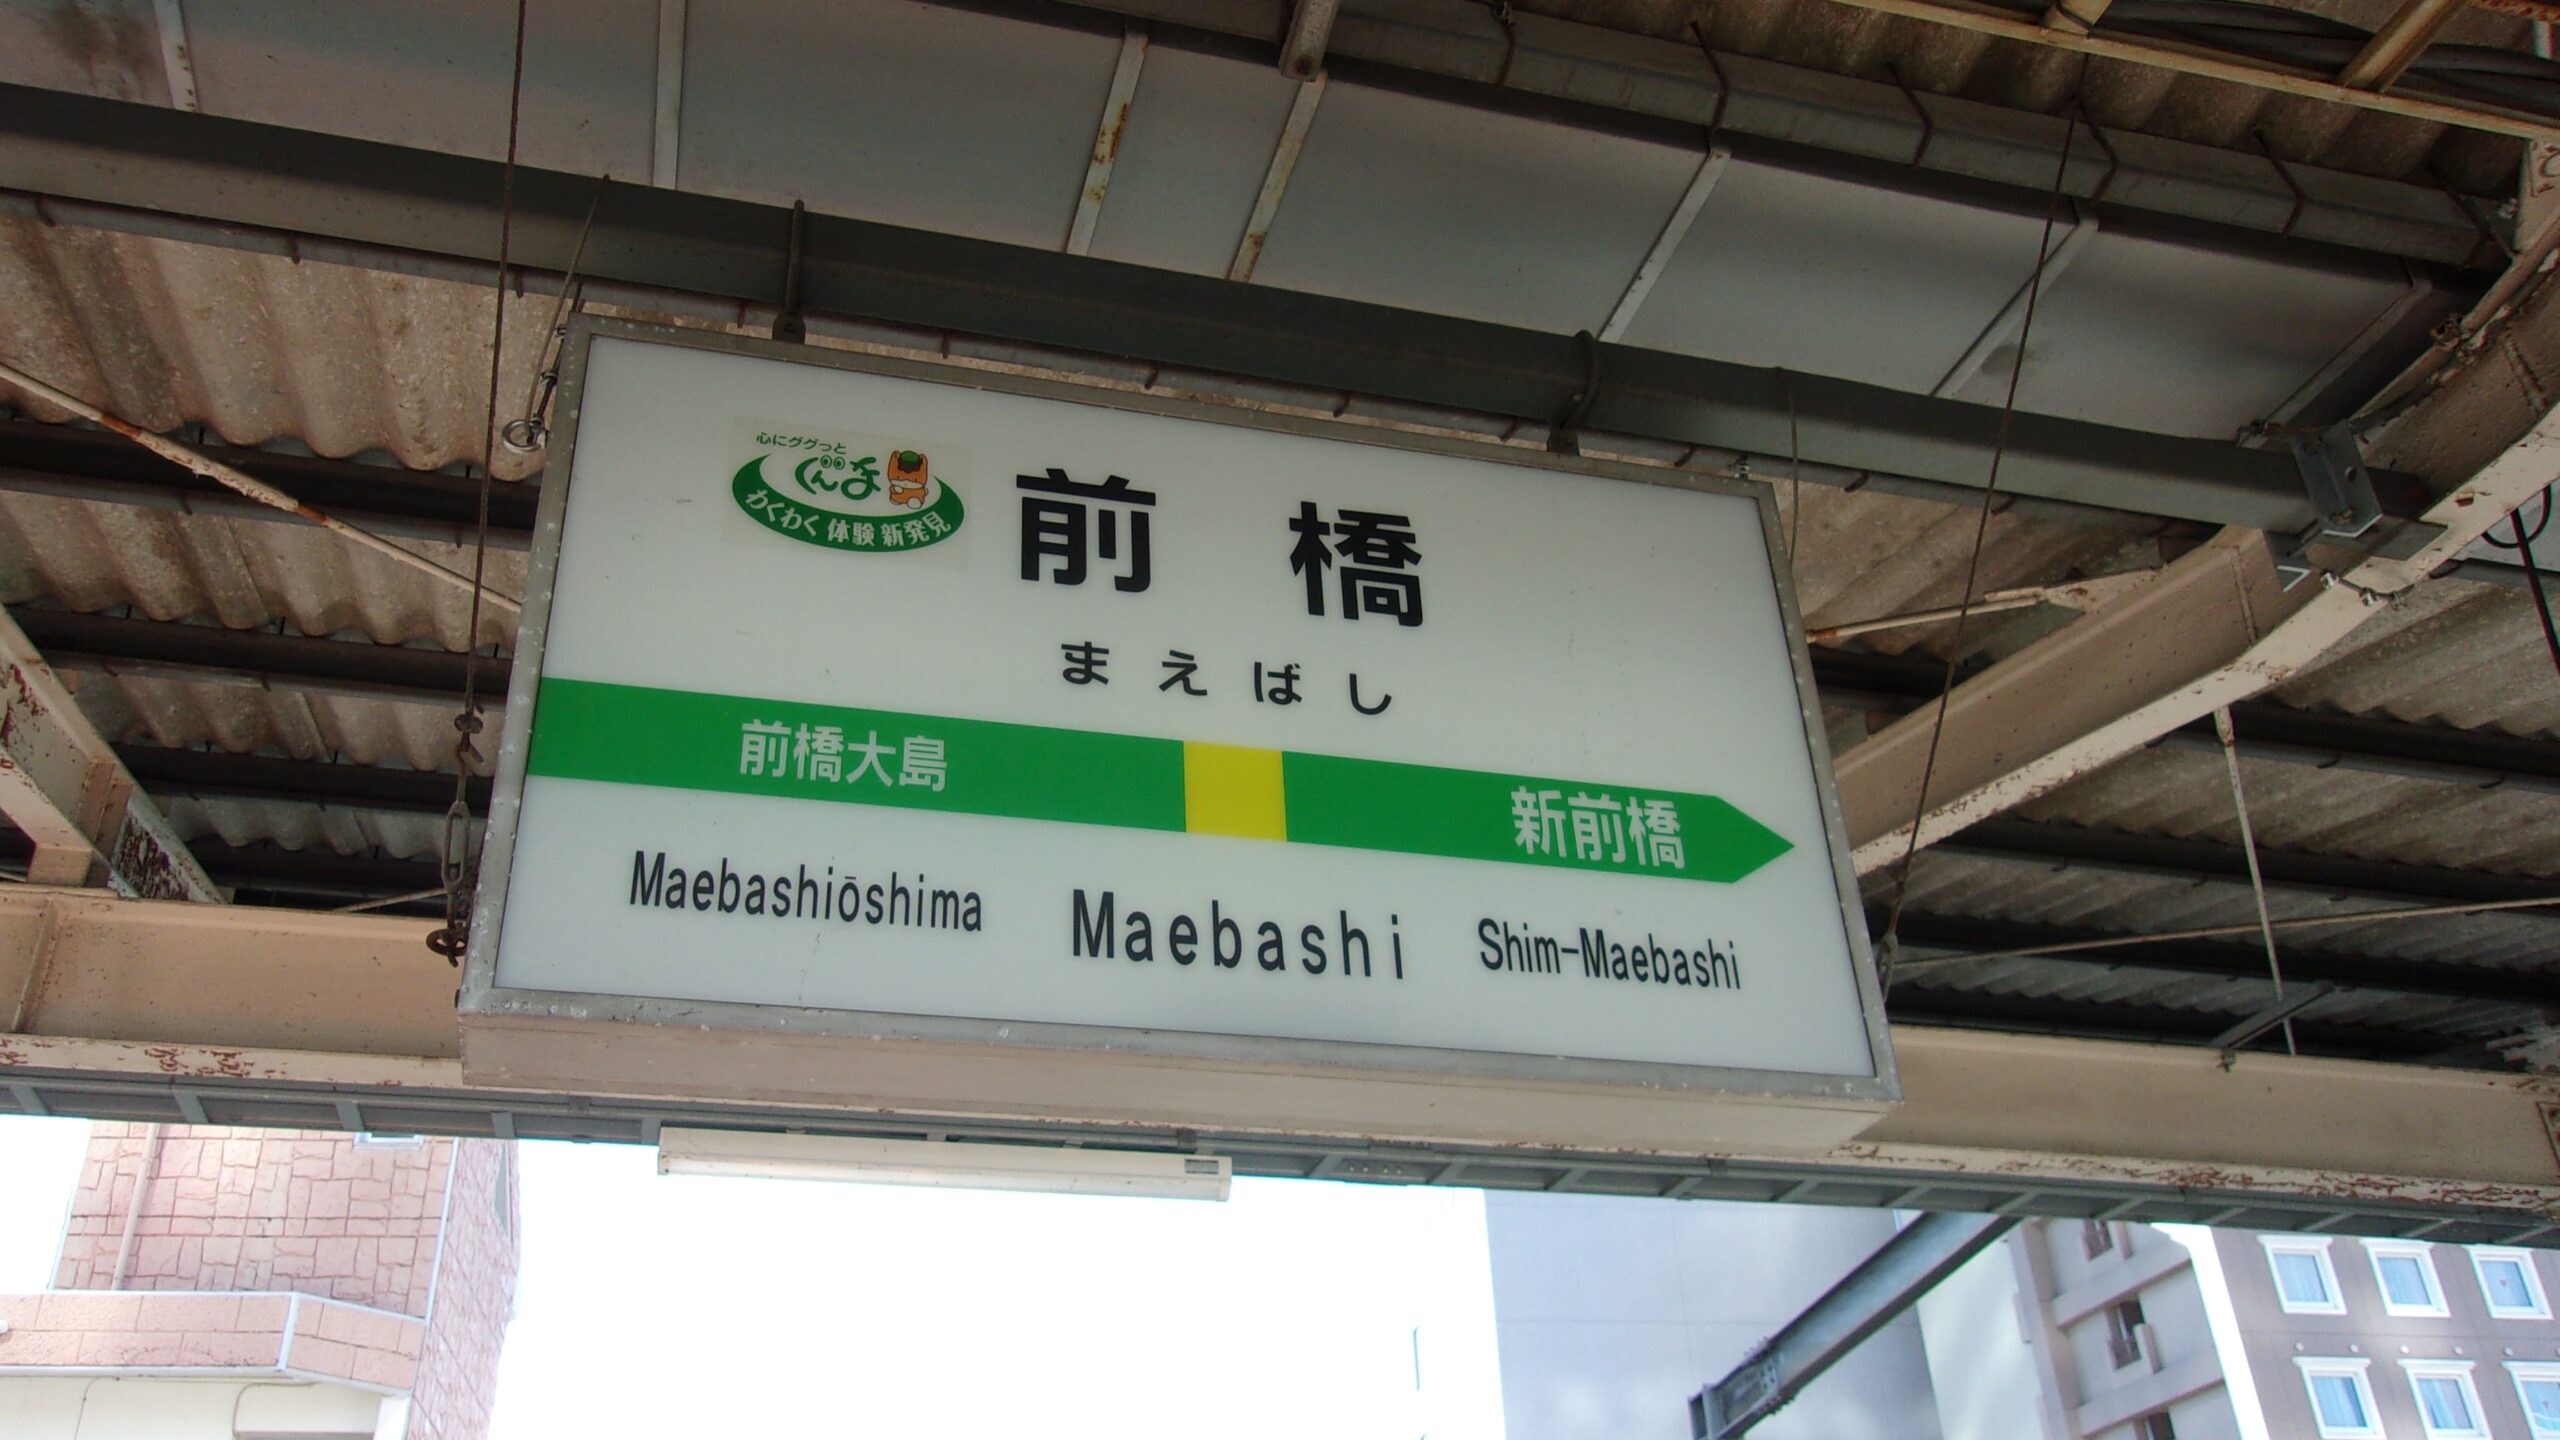 心にググっと
ぐんま
わくわく 体験 新発見
前橋
まえばし
前橋大島
新前橋
Maebashiōshima
Maebashi
Shim-Maebashi